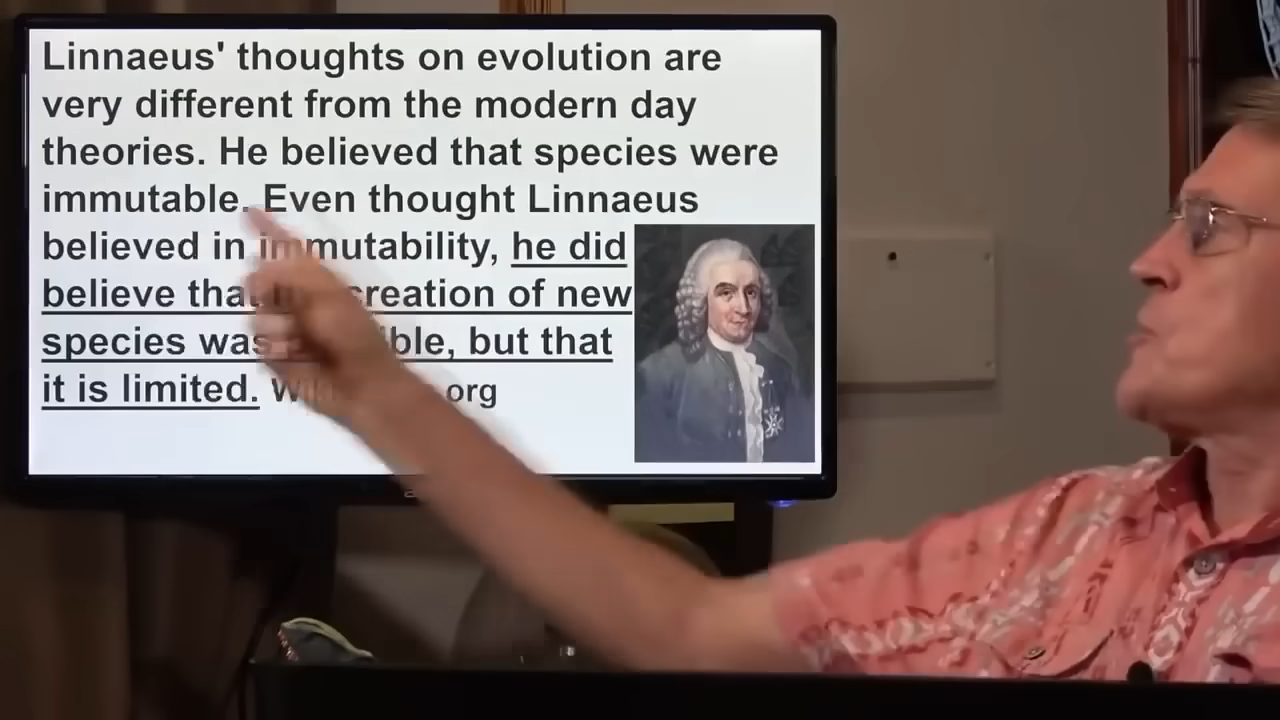 Linnaeus' thoughts on evolution are
very different from the modern day
theories. He believed that species were
immutable. Even thought Linnaeus
believed in immutability, he did
believe that creation of new
species was but that
it is limited. org